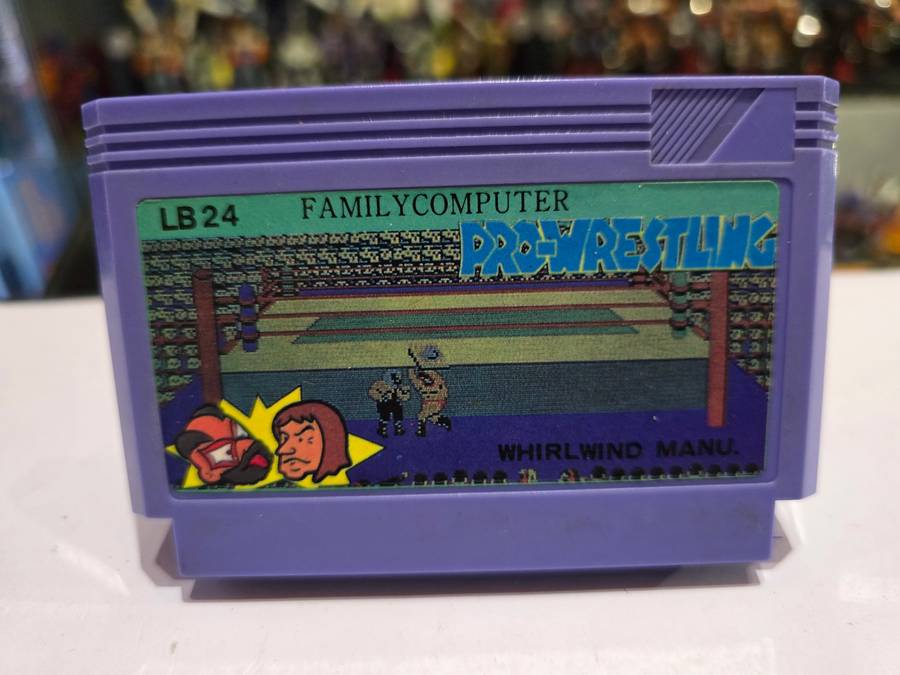 LB24
FAMILYCOMPUTER
PRO-WRESTLING
WHIRLWIND MANU.